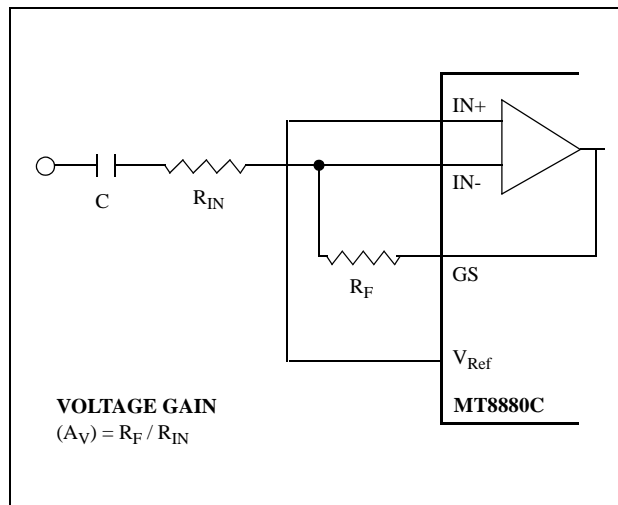 IN+
IN-
C
R_IN
R_F
GS
V_Ref
VOLTAGE GAIN
(A_V) = R_F / R_IN
MT8880C